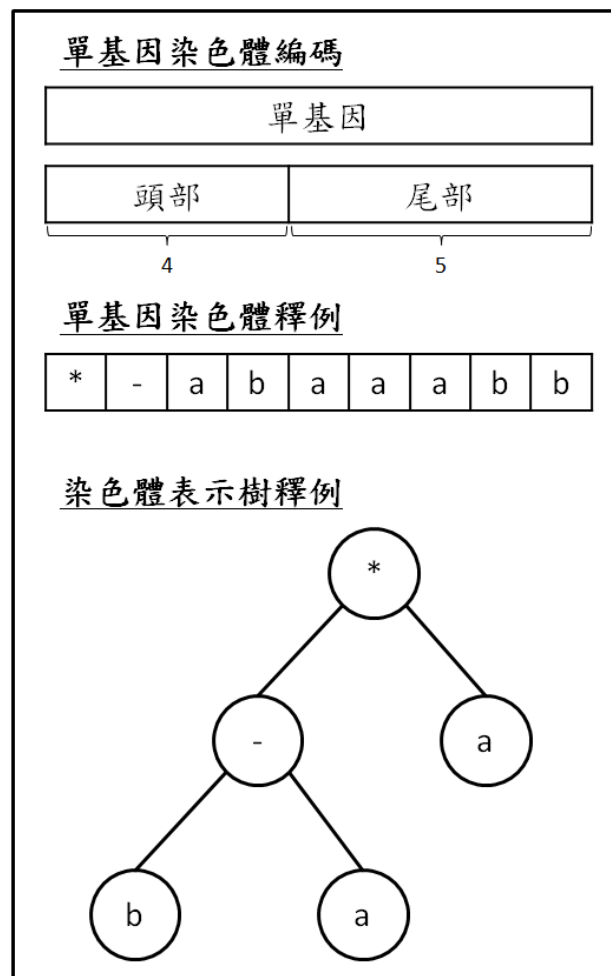 單基因染色體編碼
單基因
頭部 尾部
4 5
單基因染色體釋例
* - a b a a a b b
染色體表示樹釋例
*
- a
b a